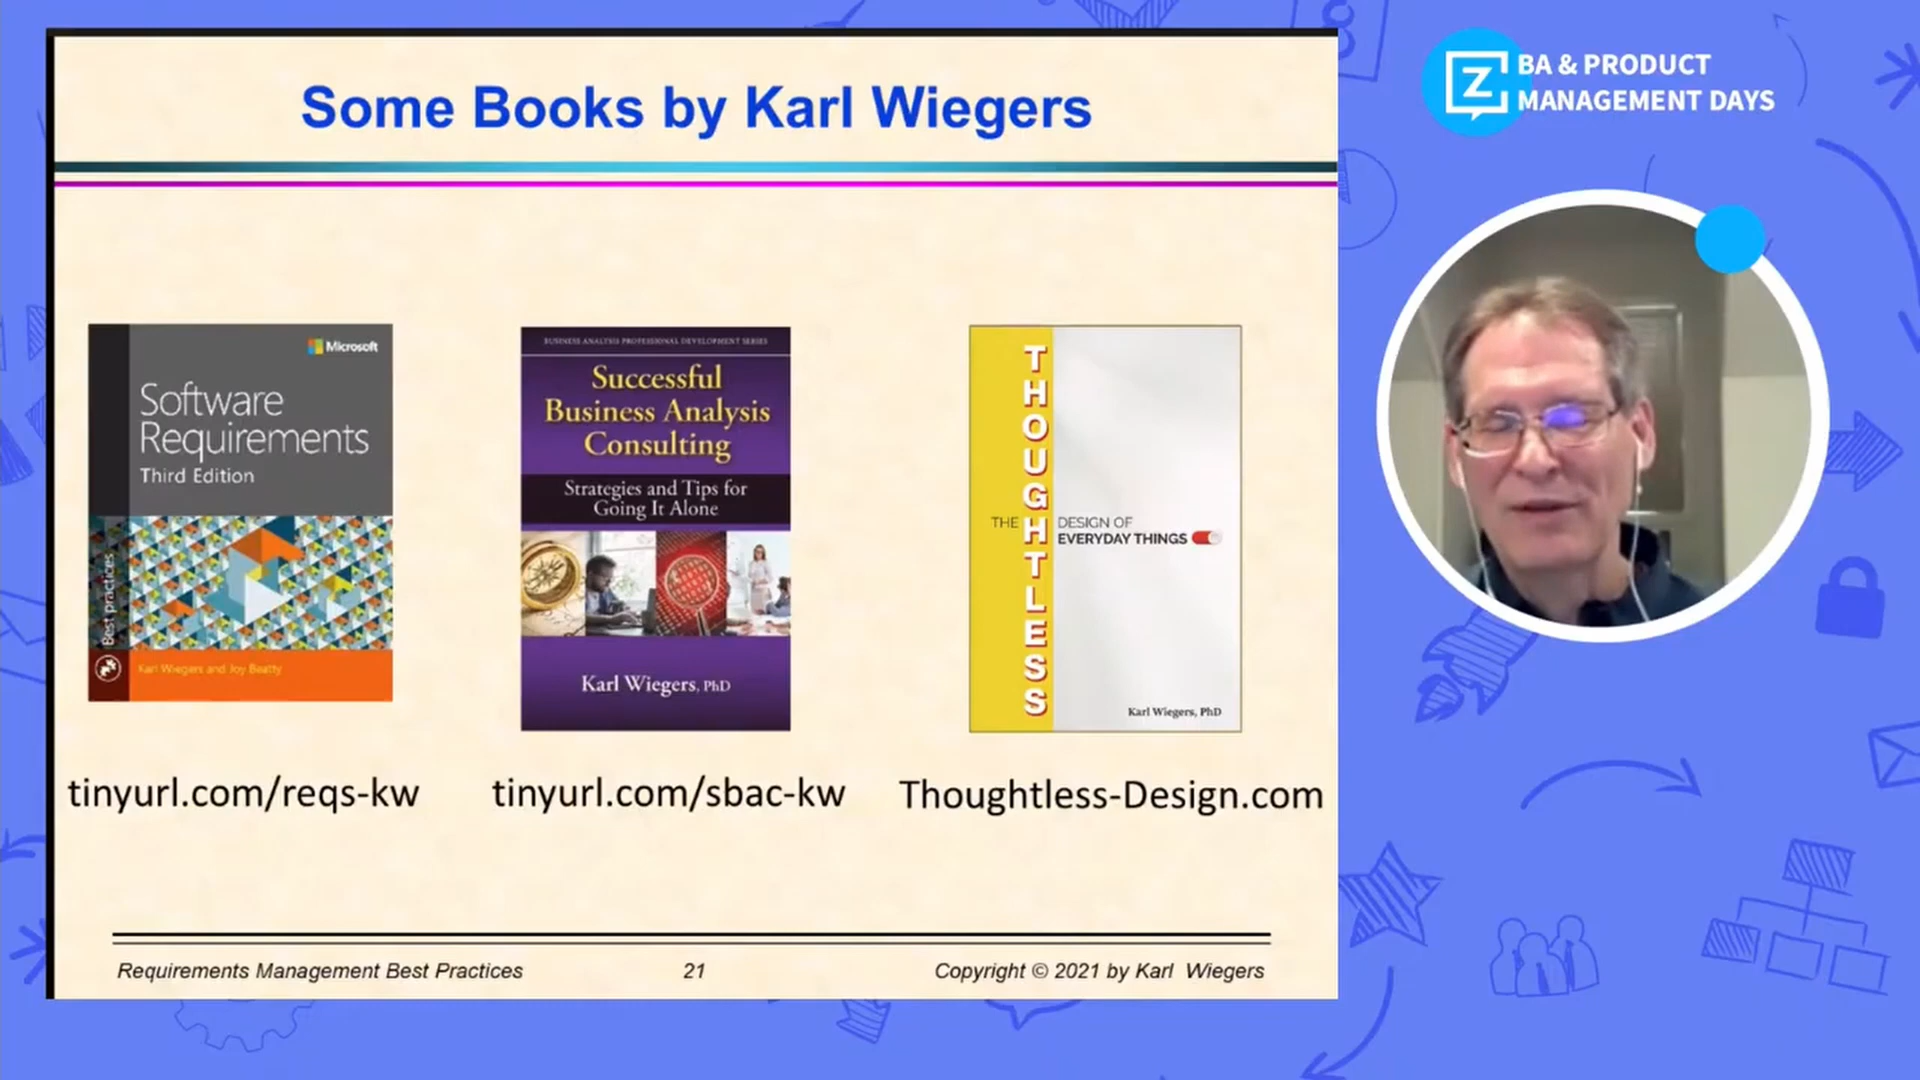 Some Books by Karl Wiegers
Microsoft
Software
Requirements
Third Edition
Best practices
Karl Wiegers and Joy Beatty
BUSINESS ANALYSIS PROFESSIONAL DEVELOPMENT SERIES
Successful
Business Analysis
Consulting
Strategies and Tips for
Going It Alone
Karl Wiegers, PhD
THOUGHTLESS
THE DESIGN OF
EVERYDAY THINGS
Karl Wiegers, PhD
tinyurl.com/reqs-kw
tinyurl.com/sbac-kw
Thoughtless-Design.com
Requirements Management Best Practices
21
Copyright © 2021 by Karl Wiegers
Z
BA & PRODUCT
MANAGEMENT DAYS